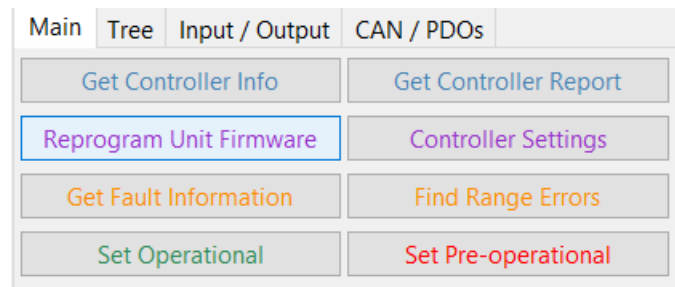 Main Tree Input / Output CAN / PDOs
Get Controller Info Get Controller Report
Reprogram Unit Firmware Controller Settings
Get Fault Information Find Range Errors
Set Operational Set Pre-operational